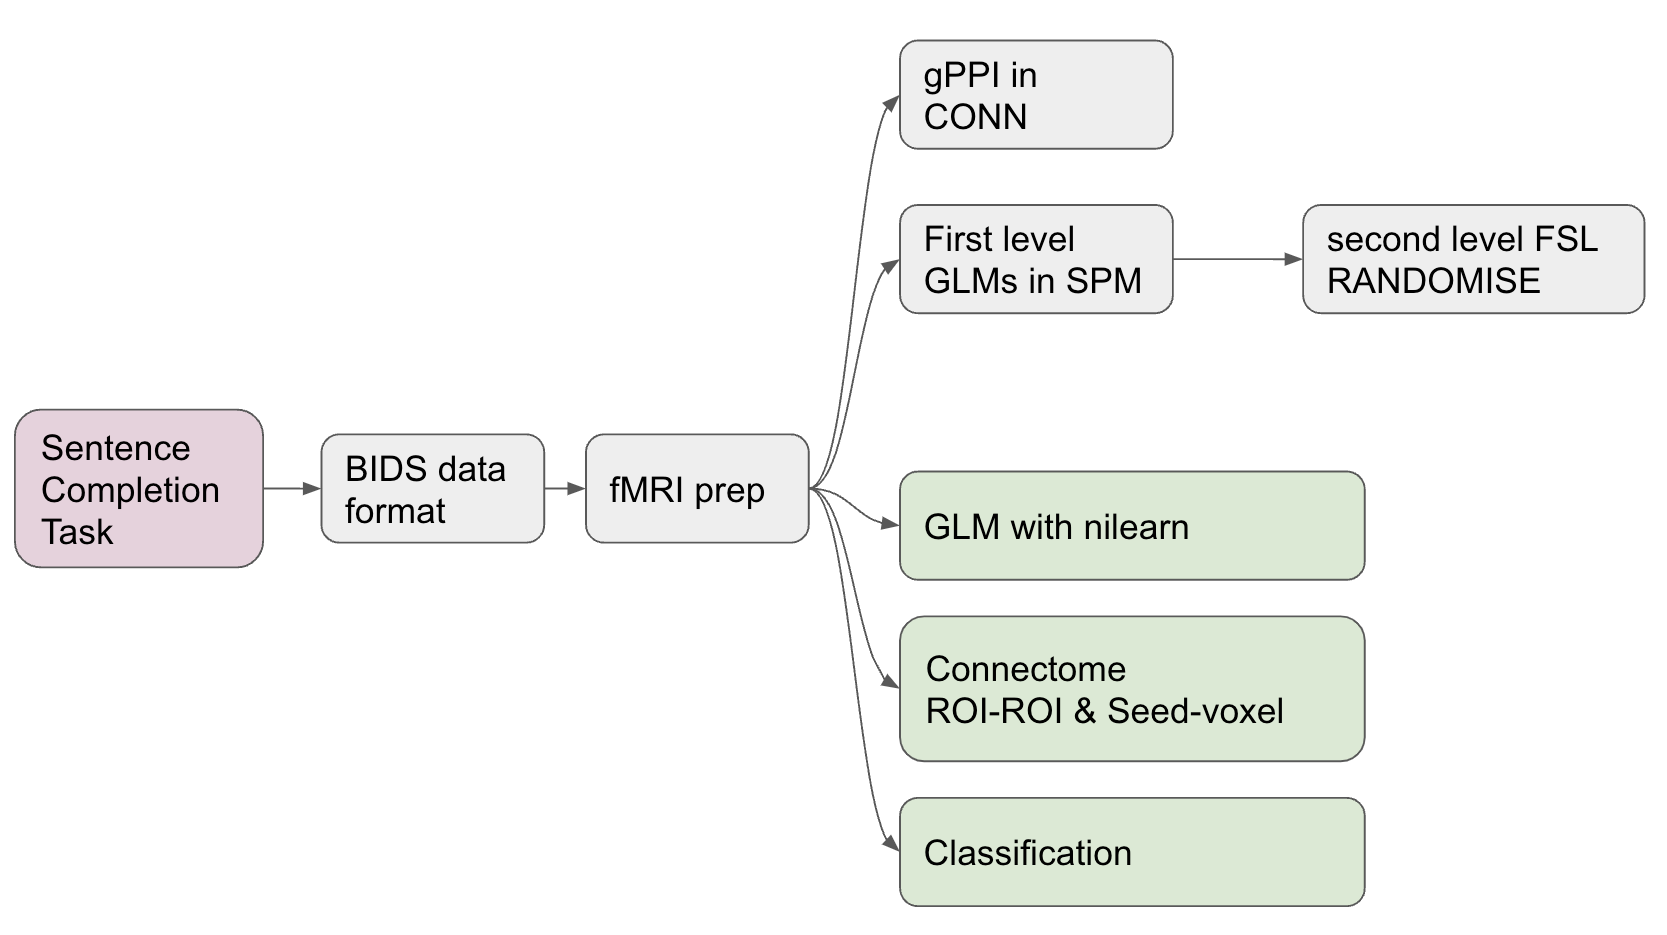 Sentence
Completion
Task
BIDS data
format
fMRI prep
gPPI in
CONN
First level
GLMs in SPM
second level FSL
RANDOMISE
GLM with nilearn
Connectome
ROI-ROI & Seed-voxel
Classification